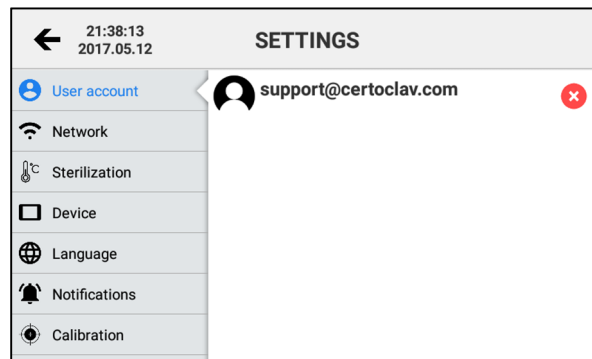 21:38:13
2017.05.12
SETTINGS
User account
support@certoclav.com
Network
°C
Sterilization
Device
Language
Notifications
Calibration